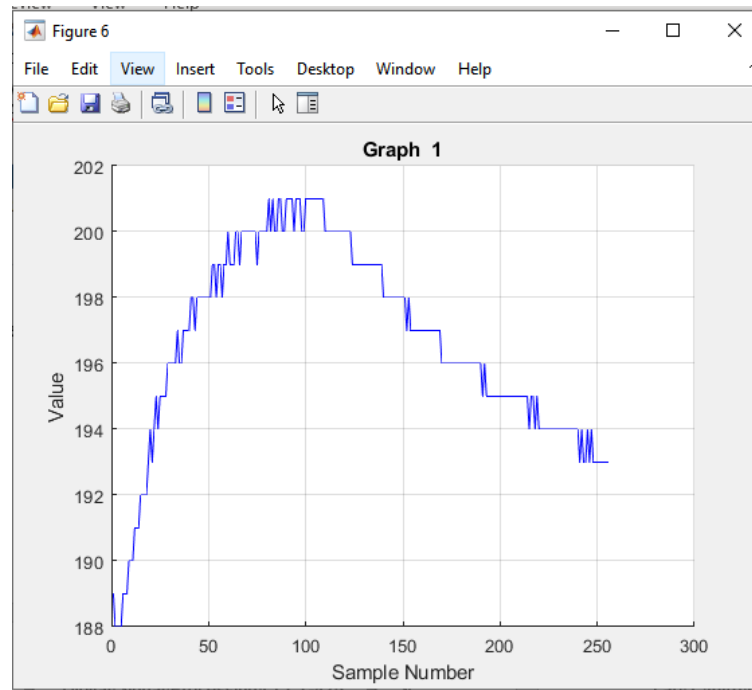 Figure 6
File Edit View Insert Tools Desktop Window Help
Graph 1
202
200
198
196
194
192
190
188
Value
0 50 100 150 200 250 300
Sample Number